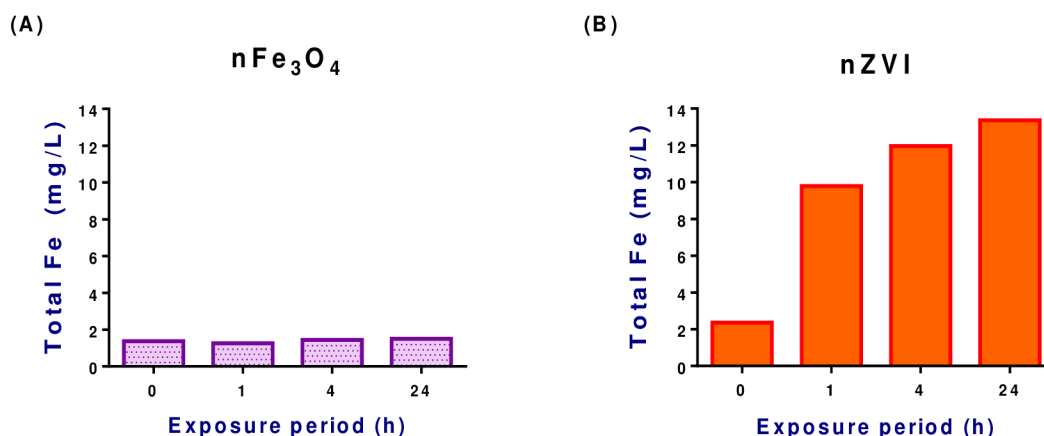 (A)
nFe₃O₄
Total Fe (mg/L)
14
12
10
8
6
4
2
0
0 1 4 24
Exposure period (h)
(B)
nZVI
Total Fe (mg/L)
14
12
10
8
6
4
2
0
0 1 4 24
Exposure period (h)